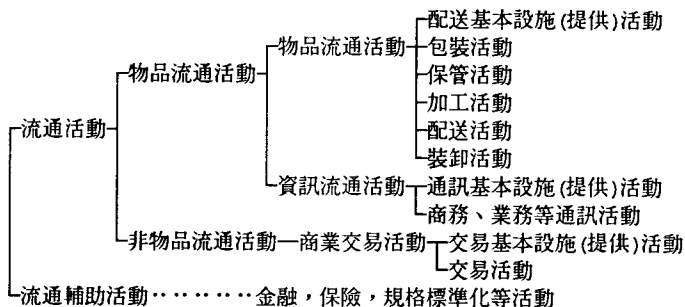 配送基本設施(提供)活動
物品流通活動 包裝活動
保管活動
物品流通活動 加工活動
配送活動
流通活動 裝卸活動
資訊流通活動 通訊基本設施(提供)活動
商務、業務等通訊活動
非物品流通活動 商業交易活動 交易基本設施(提供)活動
交易活動
流通輔助活動‥‥‥‥‥金融，保險，規格標準化等活動